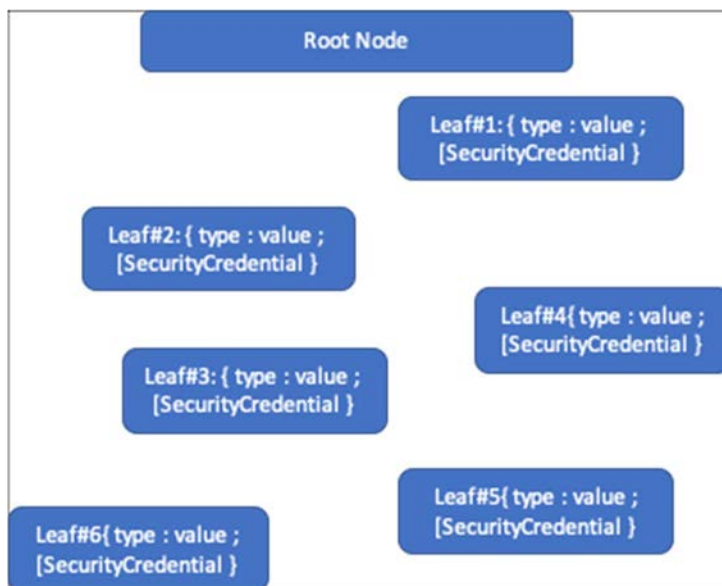 Root Node
Leaf#1: { type : value ;
[SecurityCredential }
Leaf#2: { type : value ;
[SecurityCredential }
Leaf#4{ type : value ;
[SecurityCredential }
Leaf#3: { type : value ;
[SecurityCredential }
Leaf#5{ type : value ;
[SecurityCredential }
Leaf#6{ type : value ;
[SecurityCredential }